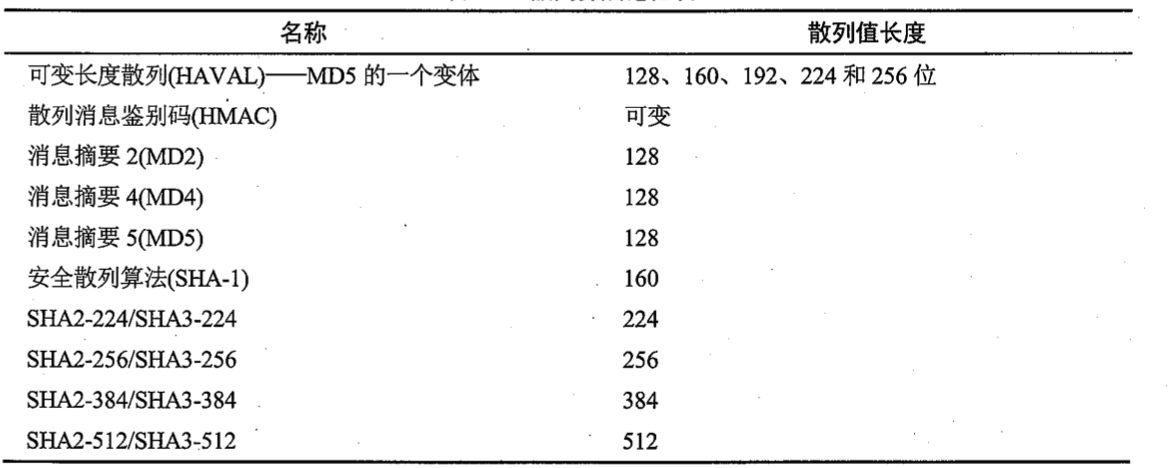 名称 散列值长度
可变长度散列(HAVAL)——MD5 的一个变体 128、160、192、224 和 256 位
散列消息鉴别码(HMAC) 可变
消息摘要 2(MD2) 128
消息摘要 4(MD4) 128
消息摘要 5(MD5) 128
安全散列算法(SHA-1) 160
SHA2-224/SHA3-224 224
SHA2-256/SHA3-256 256
SHA2-384/SHA3-384 384
SHA2-512/SHA3-512 512